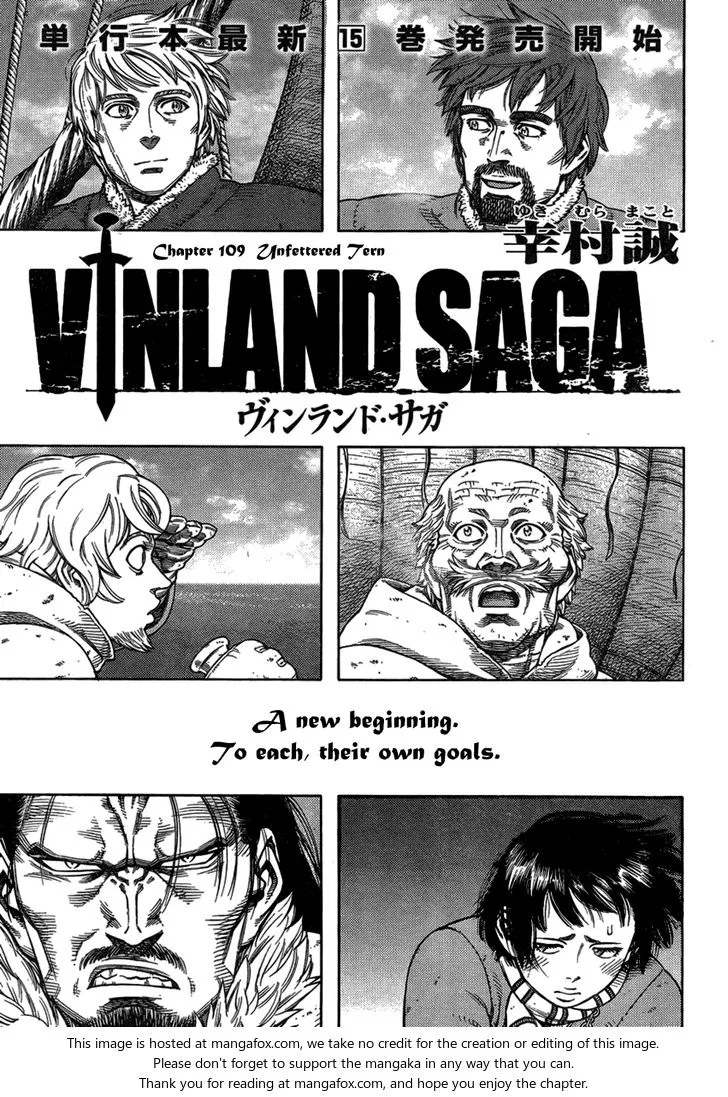 単行本最新15巻発売開始
ゆき むら まこと
幸村誠
Chapter 109 Unfettered Tern
VINLAND SAGA
ヴィンランド・サガ
A new beginning.
To each, their own goals.
This image is hosted at mangafox.com, we take no credit for the creation or editing of this image.
Please don't forget to support the mangaka in any way that you can.
Thank you for reading at mangafox.com, and hope you enjoy the chapter.